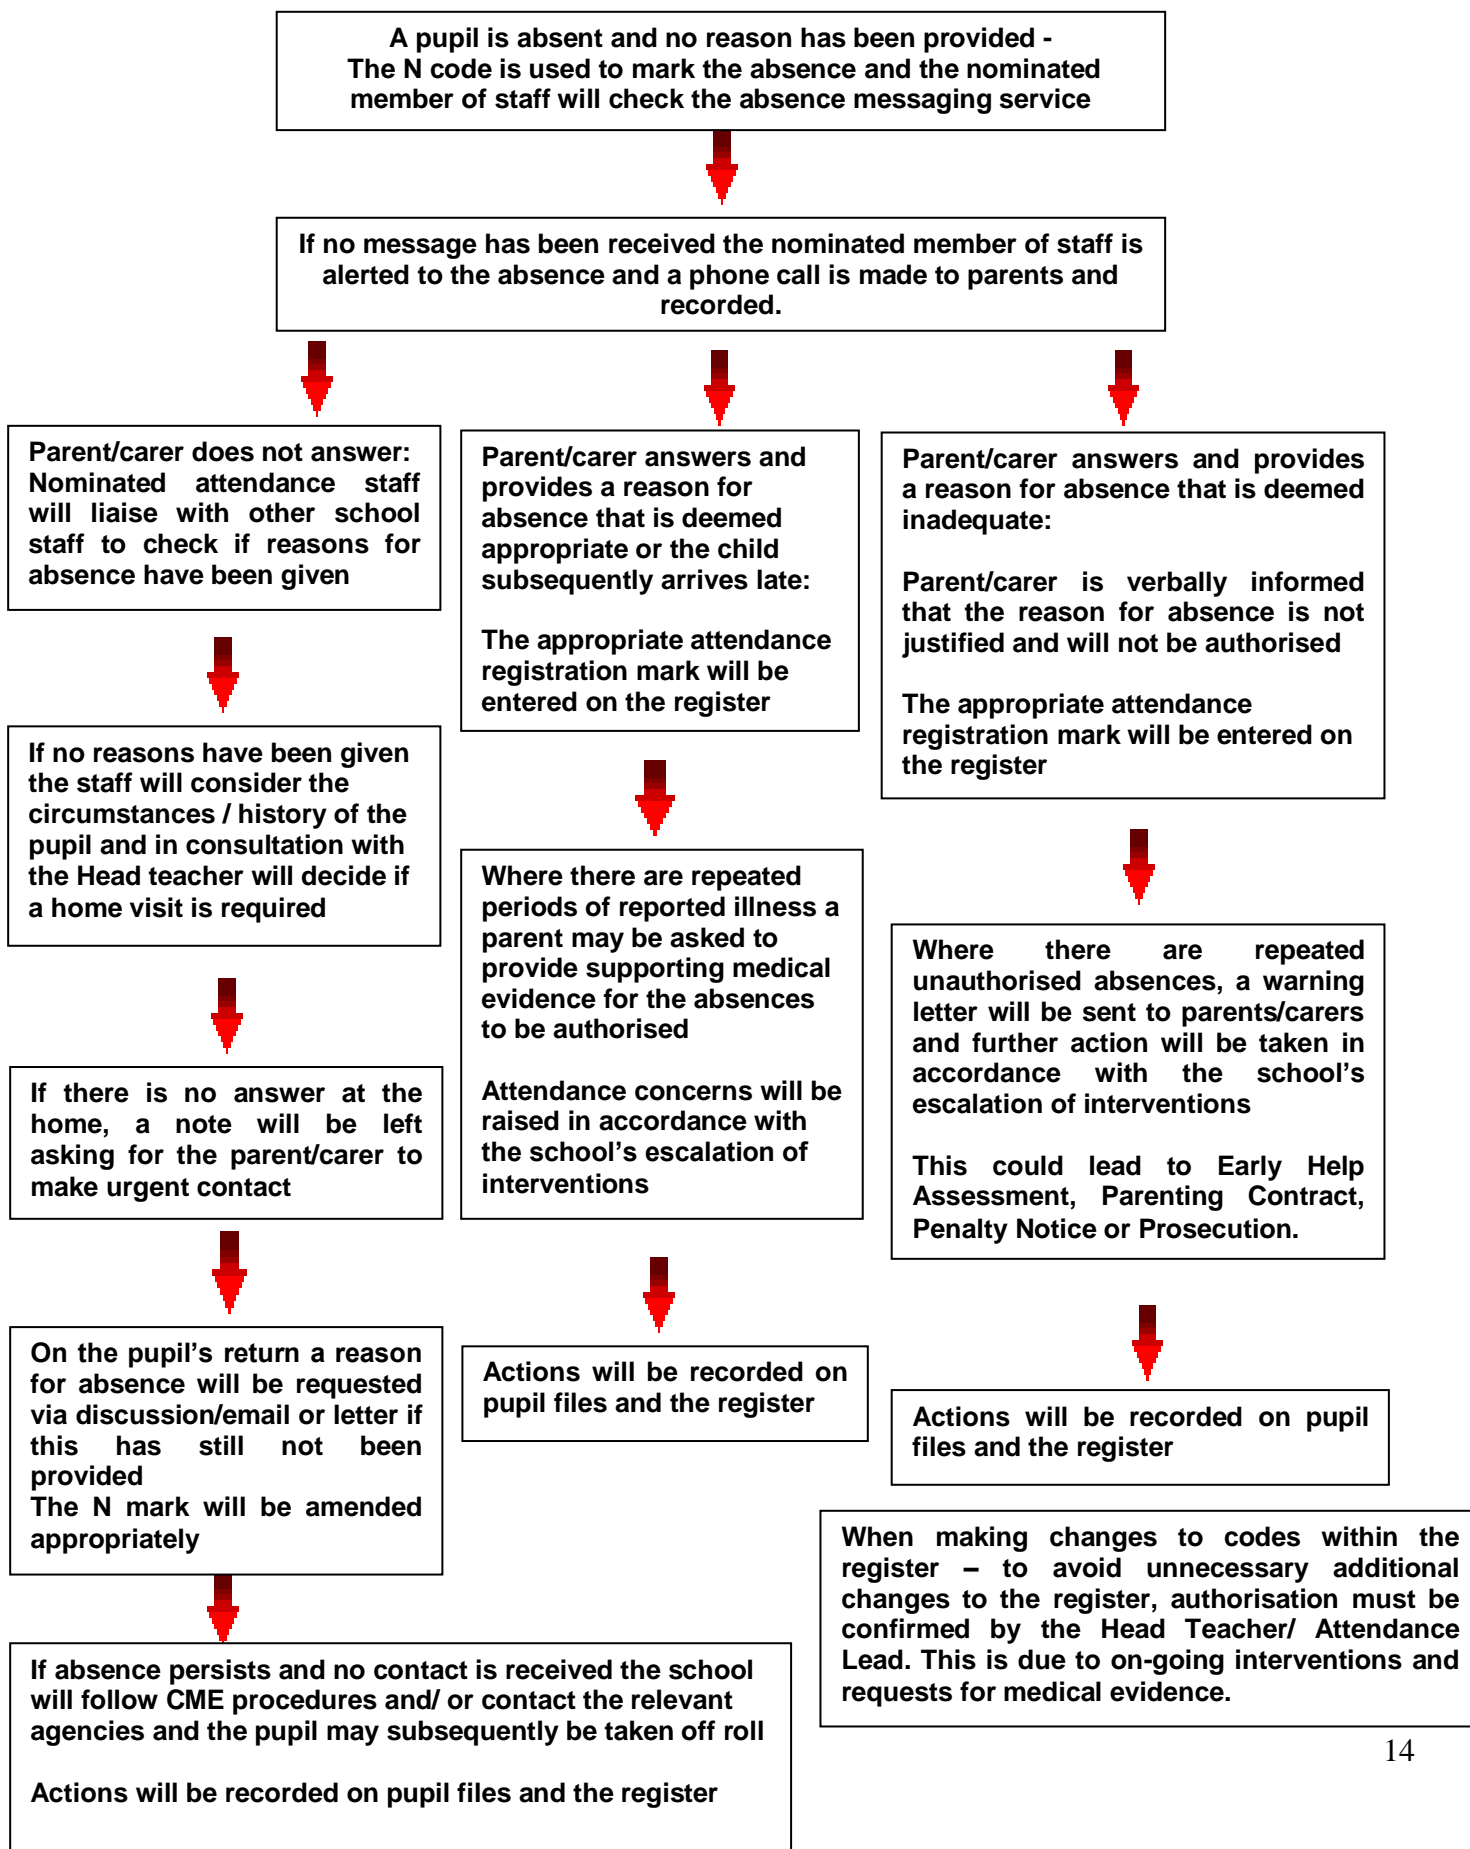 A pupil is absent and no reason has been provided -
The N code is used to mark the absence and the nominated
member of staff will check the absence messaging service
If no message has been received the nominated member of staff is
alerted to the absence and a phone call is made to parents and
recorded.
Parent/carer does not answer:
Nominated attendance staff
will liaise with other school
staff to check if reasons for
absence have been given
If no reasons have been given
the staff will consider the
circumstances / history of the
pupil and in consultation with
the Head teacher will decide if
a home visit is required
If there is no answer at the
home, a note will be left
asking for the parent/carer to
make urgent contact
On the pupil’s return a reason
for absence will be requested
via discussion/email or letter if
this has still not been
provided
The N mark will be amended
appropriately
If absence persists and no contact is received the school
will follow CME procedures and/ or contact the relevant
agencies and the pupil may subsequently be taken off roll
Actions will be recorded on pupil files and the register
Parent/carer answers and
provides a reason for
absence that is deemed
appropriate or the child
subsequently arrives late:
The appropriate attendance
registration mark will be
entered on the register
Where there are repeated
periods of reported illness a
parent may be asked to
provide supporting medical
evidence for the absences
to be authorised
Attendance concerns will be
raised in accordance with
the school’s escalation of
interventions
Actions will be recorded on
pupil files and the register
Parent/carer answers and provides
a reason for absence that is deemed
inadequate:
Parent/carer is verbally informed
that the reason for absence is not
justified and will not be authorised
The appropriate attendance
registration mark will be entered on
the register
Where there are repeated
unauthorised absences, a warning
letter will be sent to parents/carers
and further action will be taken in
accordance with the school’s
escalation of interventions
This could lead to Early Help
Assessment, Parenting Contract,
Penalty Notice or Prosecution.
Actions will be recorded on pupil
files and the register
When making changes to codes within the
register – to avoid unnecessary additional
changes to the register, authorisation must be
confirmed by the Head Teacher/ Attendance
Lead. This is due to on-going interventions and
requests for medical evidence.
14